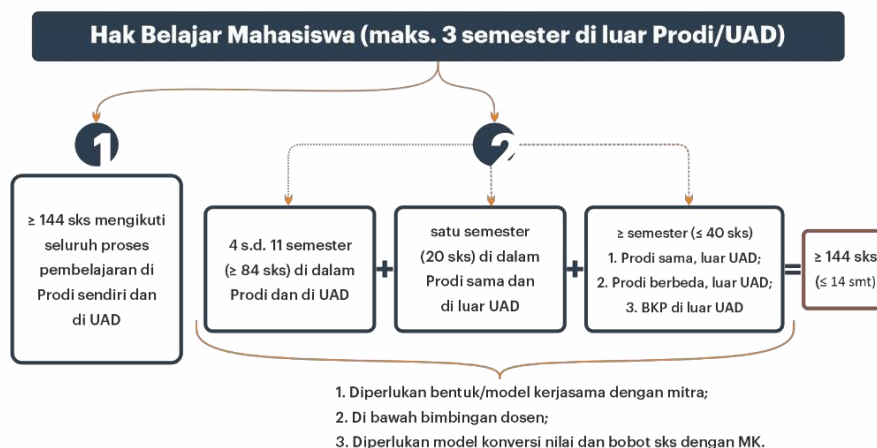 Hak Belajar Mahasiswa (maks. 3 semester di luar Prodi/UAD)
1
2
≥ 144 sks mengikuti
seluruh proses
pembelajaran di
Prodi sendiri dan
di UAD
4 s.d. 11 semester
(≥ 84 sks) di dalam
Prodi dan di UAD
+
satu semester
(20 sks) di dalam
Prodi sama dan
di luar UAD
+
≥ semester (≤ 40 sks)
1. Prodi sama, luar UAD;
2. Prodi berbeda, luar UAD;
3. BKP di luar UAD
=
≥ 144 sks
(≤ 14 smt)
1. Diperlukan bentuk/model kerjasama dengan mitra;
2. Di bawah bimbingan dosen;
3. Diperlukan model konversi nilai dan bobot sks dengan MK.